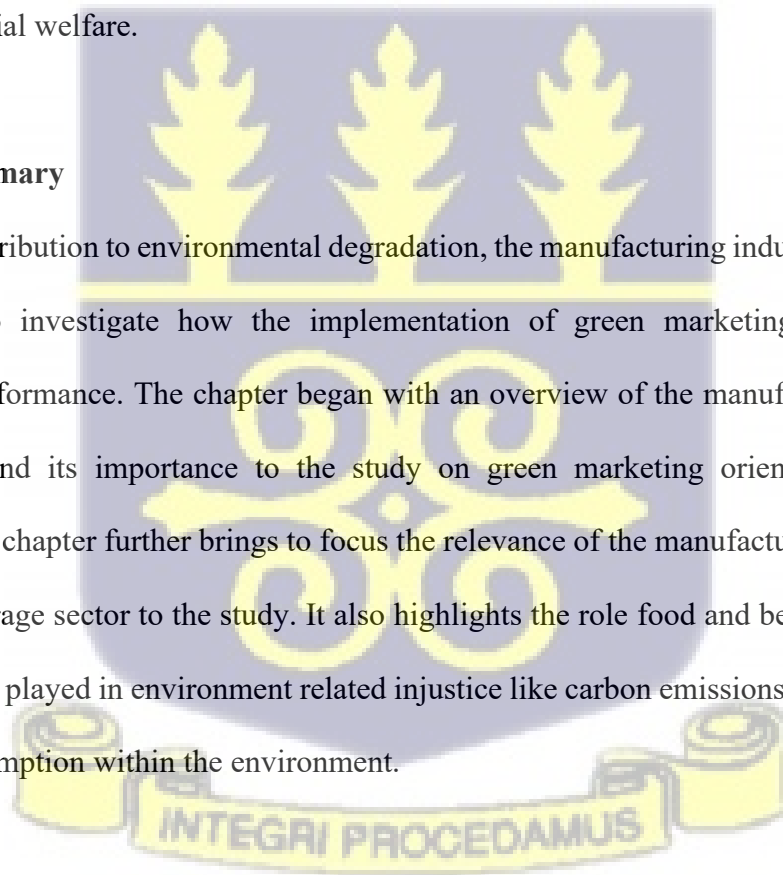 ial welfare.
mary
ribution to environmental degradation, the manufacturing indu
investigate how the implementation of green marketing
formance. The chapter began with an overview of the manuf
nd its importance to the study on green marketing orien
chapter further brings to focus the relevance of the manufactu
rage sector to the study. It also highlights the role food and be
played in environment related injustice like carbon emissions
mption within the environment.
INTEGRI PROCEDAMUS